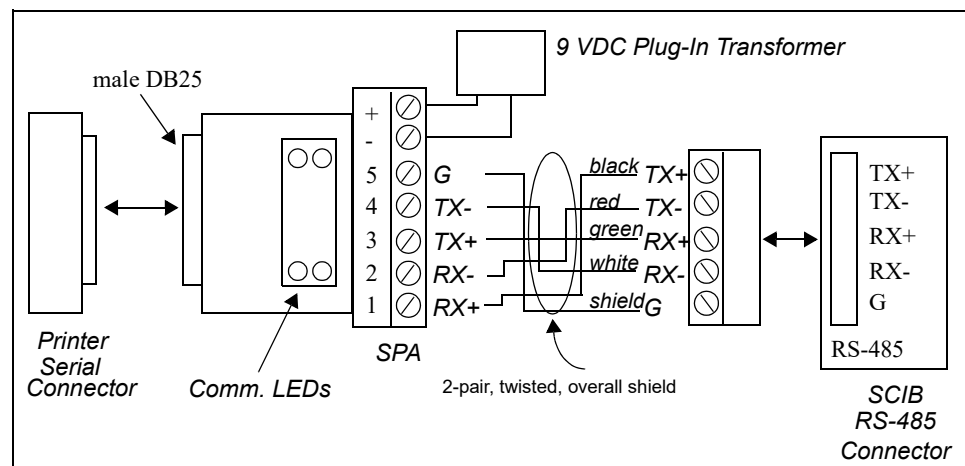 9 VDC Plug-In Transformer
male DB25
+
-
5 G
4 TX-
3 TX+
2 RX-
1 RX+
black TX+
red TX-
green RX+
white RX-
shield G
TX+
TX-
RX+
RX-
G
RS-485
Printer
Serial
Connector
Comm. LEDs
SPA
2-pair, twisted, overall shield
SCIB
RS-485
Connector